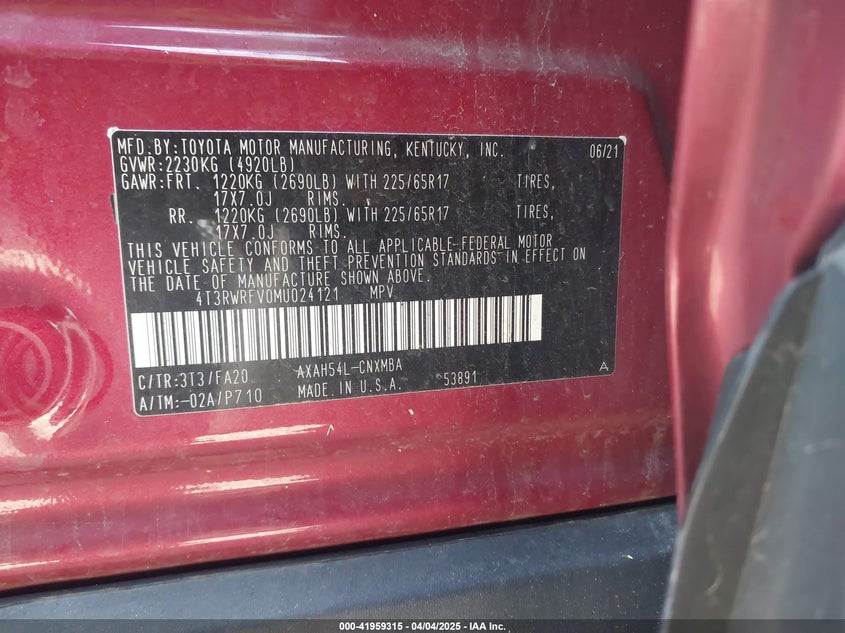 MFD.BY:TOYOTA MOTOR MANUFACTURING, KENTUCKY, INC. 06/21
GVWR:2230KG (4920LB)
GAWR:FRT. 1220KG (2690LB) WITH 225/65R17 TIRES,
17X7.0J RIMS.
RR. 1220KG (2690LB) WITH 225/65R17 TIRES,
17X7.0J RIMS.
THIS VEHICLE CONFORMS TO ALL APPLICABLE FEDERAL MOTOR
VEHICLE SAFETY AND THEFT PREVENTION STANDARDS IN EFFECT ON
THE DATE OF MANUFACTURE SHOWN ABOVE.
4T3RWRFV0MU024121 MPV
C/TR:3T3/FA20 AXAH54L-CNXMBA
A/TM:-02A/P710 MADE IN U.S.A. 53891 A
000-41959315 - 04/04/2025 - IAA Inc.